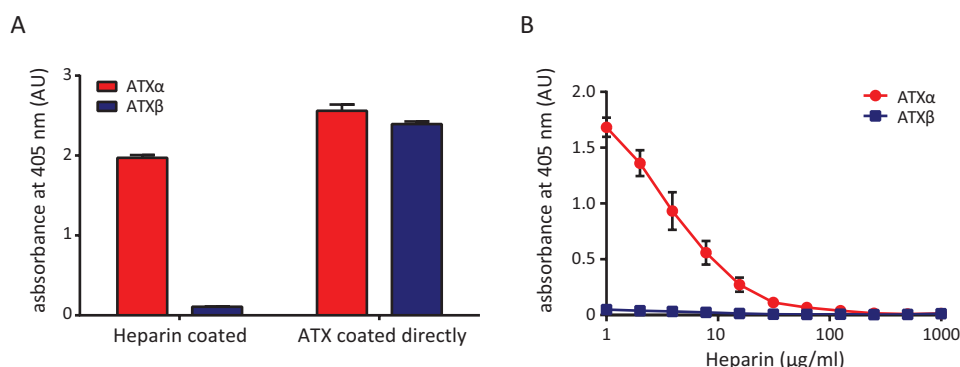 A
asbsorbance at 405 nm (AU)
3
2
1
0
ATXα
ATXβ
Heparin coated
ATX coated directly
B
asbsorbance at 405 nm (AU)
2.0
1.5
1.0
0.5
0
ATXα
ATXβ
1 10 100 1000
Heparin (μg/ml)